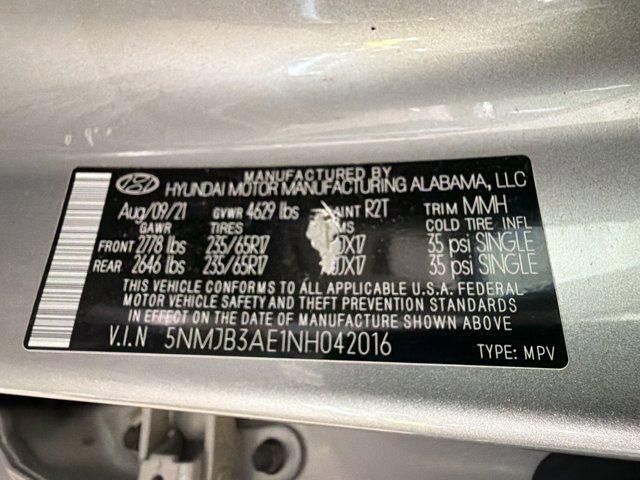 MANUFACTURED BY
HYUNDAI MOTOR MANUFACTURING ALABAMA, LLC
Aug/09/21 GVWR 4629 lbs R2T TRIM MMH
GAWR TIRES COLD TIRE INFL
FRONT 2778 lbs 235/65R17 35 psi SINGLE
REAR 2646 lbs 235/65R17 35 psi SINGLE
THIS VEHICLE CONFORMS TO ALL APPLICABLE U.S.A. FEDERAL
MOTOR VEHICLE SAFETY AND THEFT PREVENTION STANDARDS
IN EFFECT ON THE DATE OF MANUFACTURE SHOWN ABOVE
V.I.N 5NMJB3AE1NH042016 TYPE: MPV